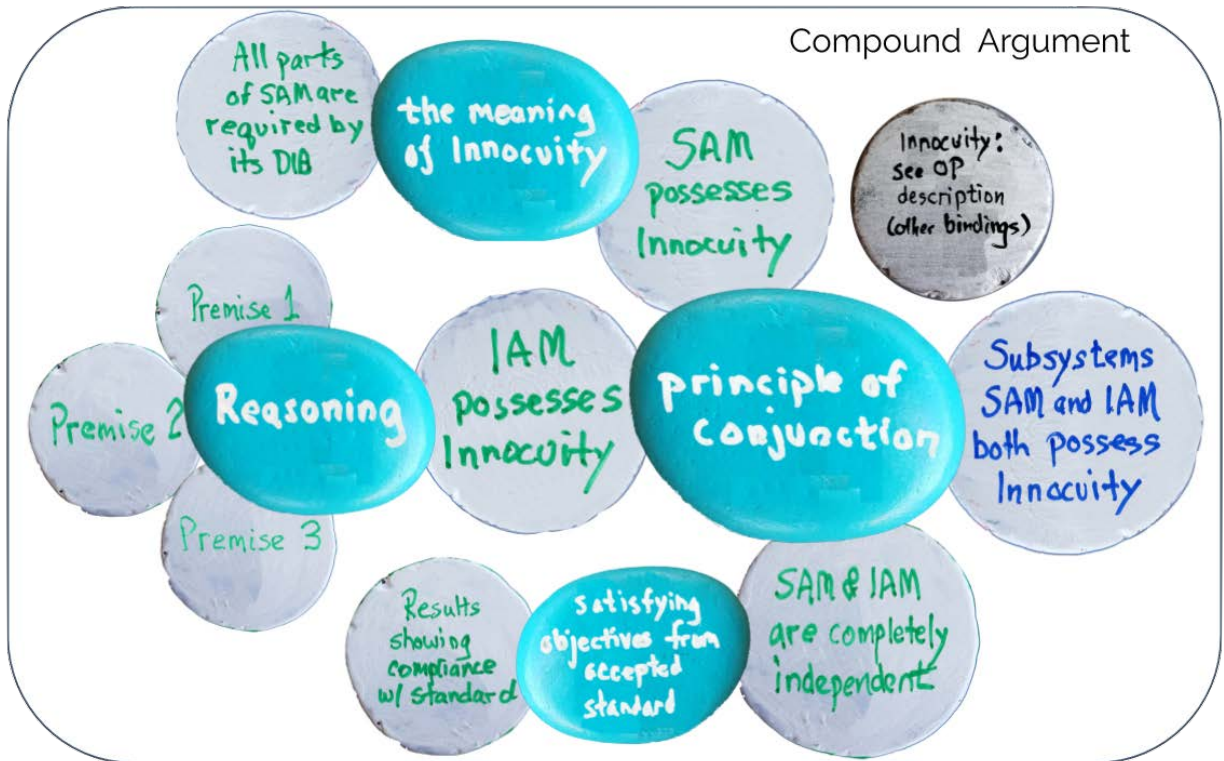 Compound Argument
All parts
of SAM are
required by
its DIB
the meaning
of Innocuity
SAM
possesses
Innocuity
Innocuity:
see OP
description
(other bindings)
Premise 1
Premise 2
Premise 3
Reasoning
IAM
possesses
Innocuity
principle of
conjunction
Subsystems
SAM and IAM
both possess
Innocuity
Results
showing
compliance
w/ standard
satisfying
objectives from
accepted
standard
SAM & IAM
are completely
independent